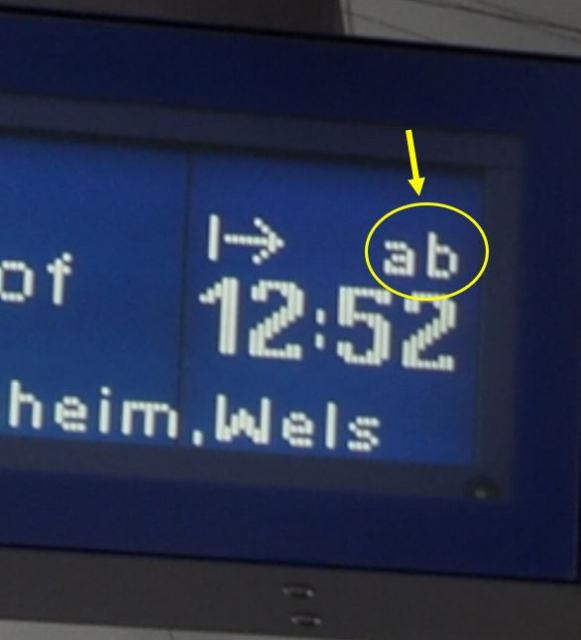 ↦ ab
of 12:52
heim,Wels